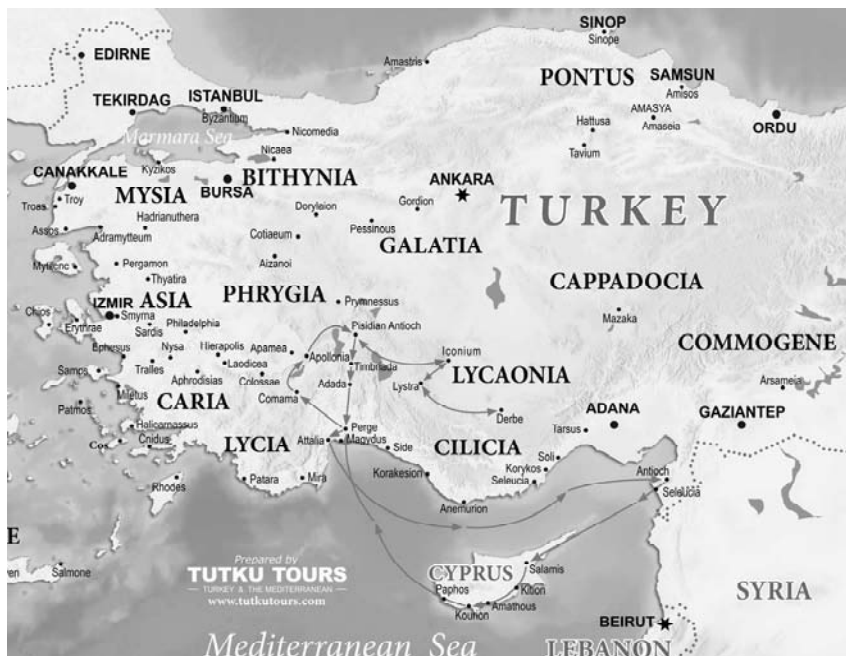 SINOP
Sinope
EDIRNE
Amastris
PONTUS
SAMSUN
Amisos
TEKIRDAG
ISTANBUL
Byzantium
AMASYA
Amaseia
ORDU
Marmara Sea
Nicomedia
Hattusa
Tavium
Nicaea
Kyzikos
CANAKKALE
BITHYNIA
ANKARA
MYSIA
BURSA
Troy
Troas
Hadrianuthera
Doryleion
Gordion
TURKEY
Assos
Adramytteum
Cotiaeum
Pessinous
GALATIA
Aizanoi
Pergamon
Thyatira
CAPPADOCIA
PHRYGIA
Prymnessus
IZMIR
ASIA
Smyrna
Mazaka
Chios
Erythrae
Sardis
Philadelphia
Pisidian Antioch
COMMOGENE
Ephesus
Nysa
Hierapolis
Apamea
Apollonia
Iconium
Samos
Tralles
Laodicea
Timbriada
LYCAONIA
Aphrodisias
Colossae
Adada
Lystra
Arsameia
Miletus
Comama
Patmos
CARIA
Derbe
ADANA
GAZIANTEP
Halicarnassus
Perge
Tarsus
Cos
Cnidus
LYCIA
Attalia
Magydus
Side
CILICIA
Soli
Korykos
Antioch
Rhodes
Patara
Mira
Korakesion
Seleucia
Seleucia
Anemurion
E
Prepared by
TUTKU TOURS
TURKEY & THE MEDITERRANEAN
www.tutkutours.com
Salmone
CYPRUS
Salamis
Paphos
Kition
SYRIA
Kourion
Amathous
BEIRUT
Mediterranean Sea
LEBANON